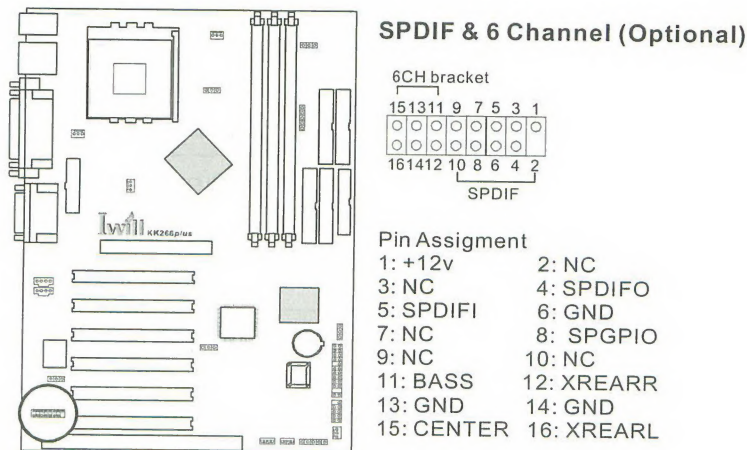 SPDIF & 6 Channel (Optional)
6CH bracket
15 13 11 9 7 5 3 1
16 14 12 10 8 6 4 2
SPDIF
Iwill KK266plus
Pin Assigment
1: +12v 2: NC
3: NC 4: SPDIFO
5: SPDIFI 6: GND
7: NC 8: SPGPIO
9: NC 10: NC
11: BASS 12: XREARR
13: GND 14: GND
15: CENTER 16: XREARL